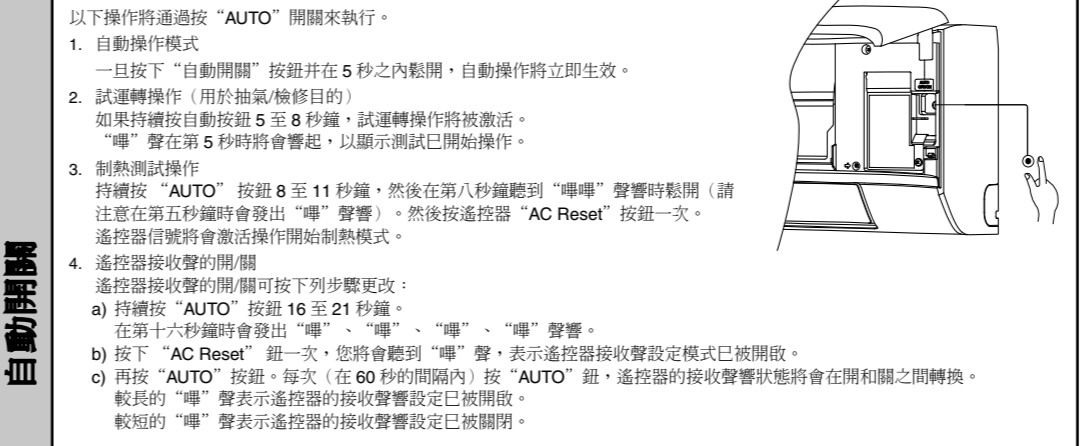 以下操作將通過按“AUTO”開關來執行。
1. 自動操作模式
一旦按下“自動開關”按鈕并在 5 秒之內鬆開，自動操作將立即生效。
2. 試運轉操作（用於抽氣/檢修目的）
如果持續按自動按鈕 5 至 8 秒鐘，試運轉操作將被激活。
“嗶”聲在第 5 秒時將會響起，以顯示測試巳開始操作。
3. 制熱測試操作
持續按 “AUTO” 按鈕 8 至 11 秒鐘，然後在第八秒鐘聽到“嗶嗶”聲響時鬆開（請
注意在第五秒鐘時會發出“嗶”聲響）。然後按遙控器“AC Reset”按鈕一次。
遙控器信號將會激活操作開始制熱模式。
4. 遙控器接收聲的開/關
遙控器接收聲的開/關可按下列步驟更改：
a) 持續按“AUTO”按鈕 16 至 21 秒鐘。
在第十六秒鐘時會發出“嗶”、“嗶”、“嗶”、“嗶”聲響。
b) 按下 “AC Reset” 鈕一次，您將會聽到“嗶”聲，表示遙控器接收聲設定模式巳被開啟。
c) 再按“AUTO”按鈕。每次（在 60 秒的間隔內）按“AUTO”鈕，遙控器的接收聲響狀態將會在開和關之間轉換。
較長的“嗶”聲表示遙控器的接收聲響設定巳被開啟。
較短的“嗶”聲表示遙控器的接收聲響設定巳被關閉。
自動開關